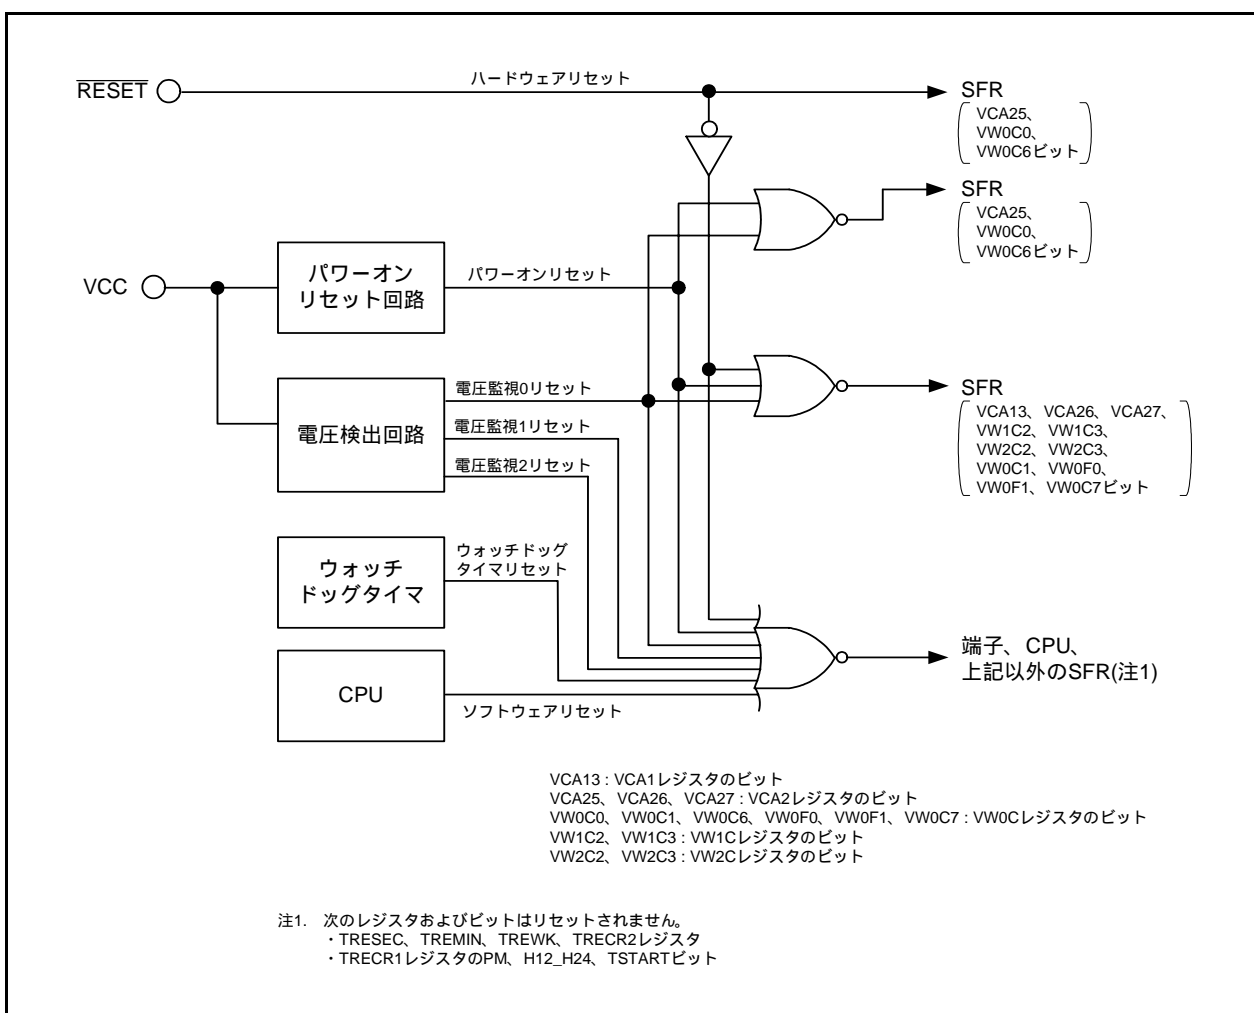 RESET
ハードウェアリセット
SFR
VCA25、
VW0C0、
VW0C6ビット
SFR
VCA25、
VW0C0、
VW0C6ビット
VCC
パワーオン
リセット回路
パワーオンリセット
電圧検出回路
電圧監視0リセット
電圧監視1リセット
電圧監視2リセット
SFR
VCA13、VCA26、VCA27、
VW1C2、VW1C3、
VW2C2、VW2C3、
VW0C1、VW0F0、
VW0F1、VW0C7ビット
ウォッチ
ドッグタイマ
ウォッチドッグ
タイマリセット
CPU
ソフトウェアリセット
端子、CPU、
上記以外のSFR(注1)
VCA13 : VCA1レジスタのビット
VCA25、VCA26、VCA27 : VCA2レジスタのビット
VW0C0、VW0C1、VW0C6、VW0F0、VW0F1、VW0C7 : VW0Cレジスタのビット
VW1C2、VW1C3 : VW1Cレジスタのビット
VW2C2、VW2C3 : VW2Cレジスタのビット
注1. 次のレジスタおよびビットはリセットされません。
・TRESEC、TREMIN、TREWK、TRECR2レジスタ
・TRECR1レジスタのPM、H12_H24、TSTARTビット